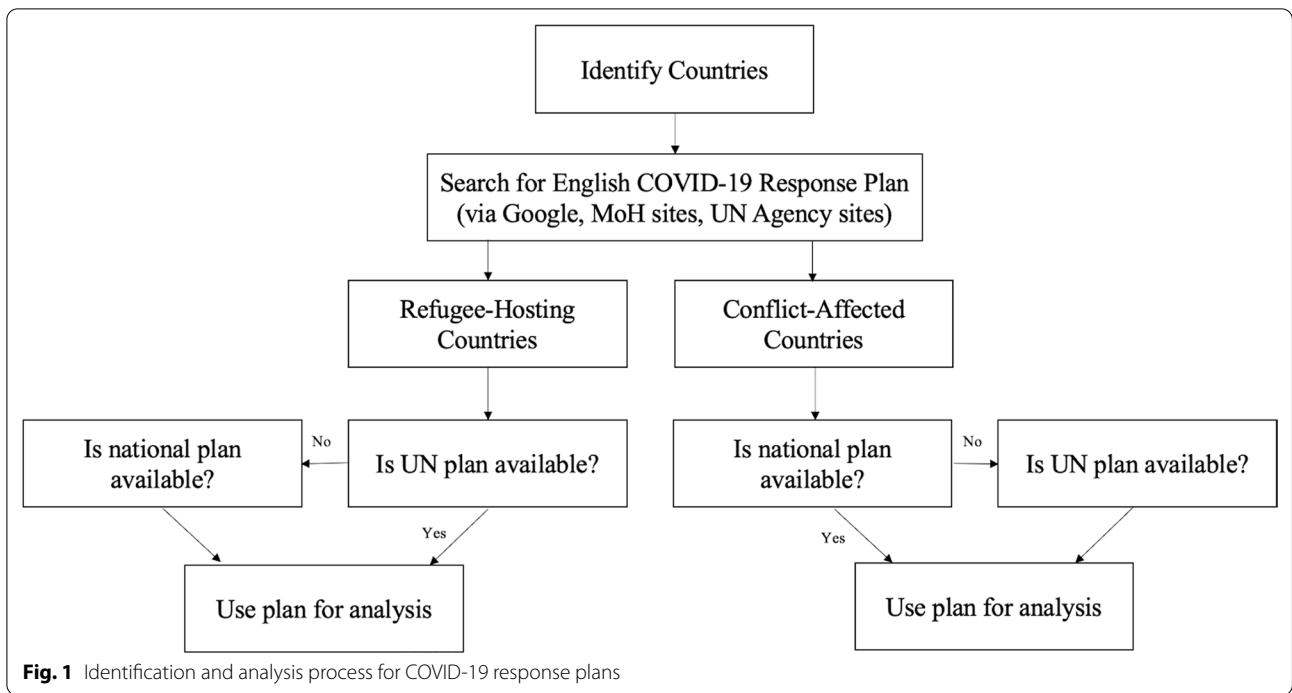 Identify Countries
Search for English COVID-19 Response Plan
(via Google, MoH sites, UN Agency sites)
Refugee-Hosting
Countries
Conflict-Affected
Countries
Is national plan
available?
No
Is UN plan available?
Yes
Use plan for analysis
Is national plan
available?
No
Is UN plan available?
Yes
Use plan for analysis
Fig. 1 Identification and analysis process for COVID-19 response plans